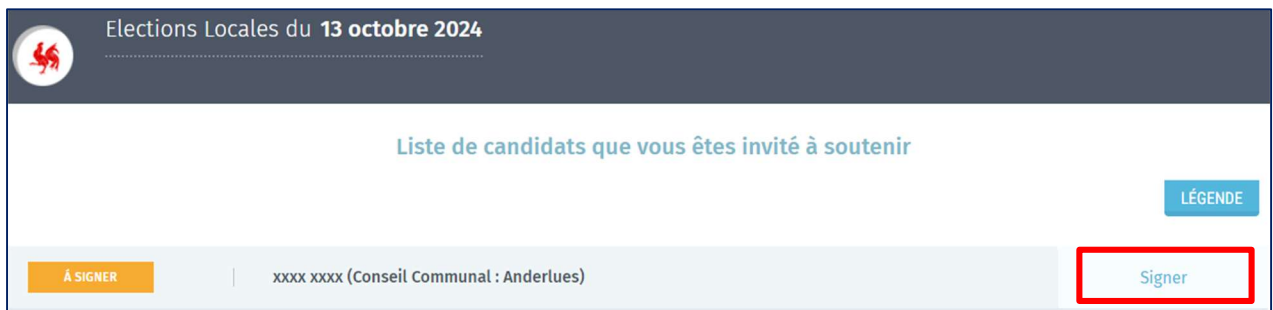 Elections Locales du 13 octobre 2024
Liste de candidats que vous êtes invité à soutenir
LÉGENDE
Á SIGNER
xxxx xxxx (Conseil Communal : Anderlues)
Signer